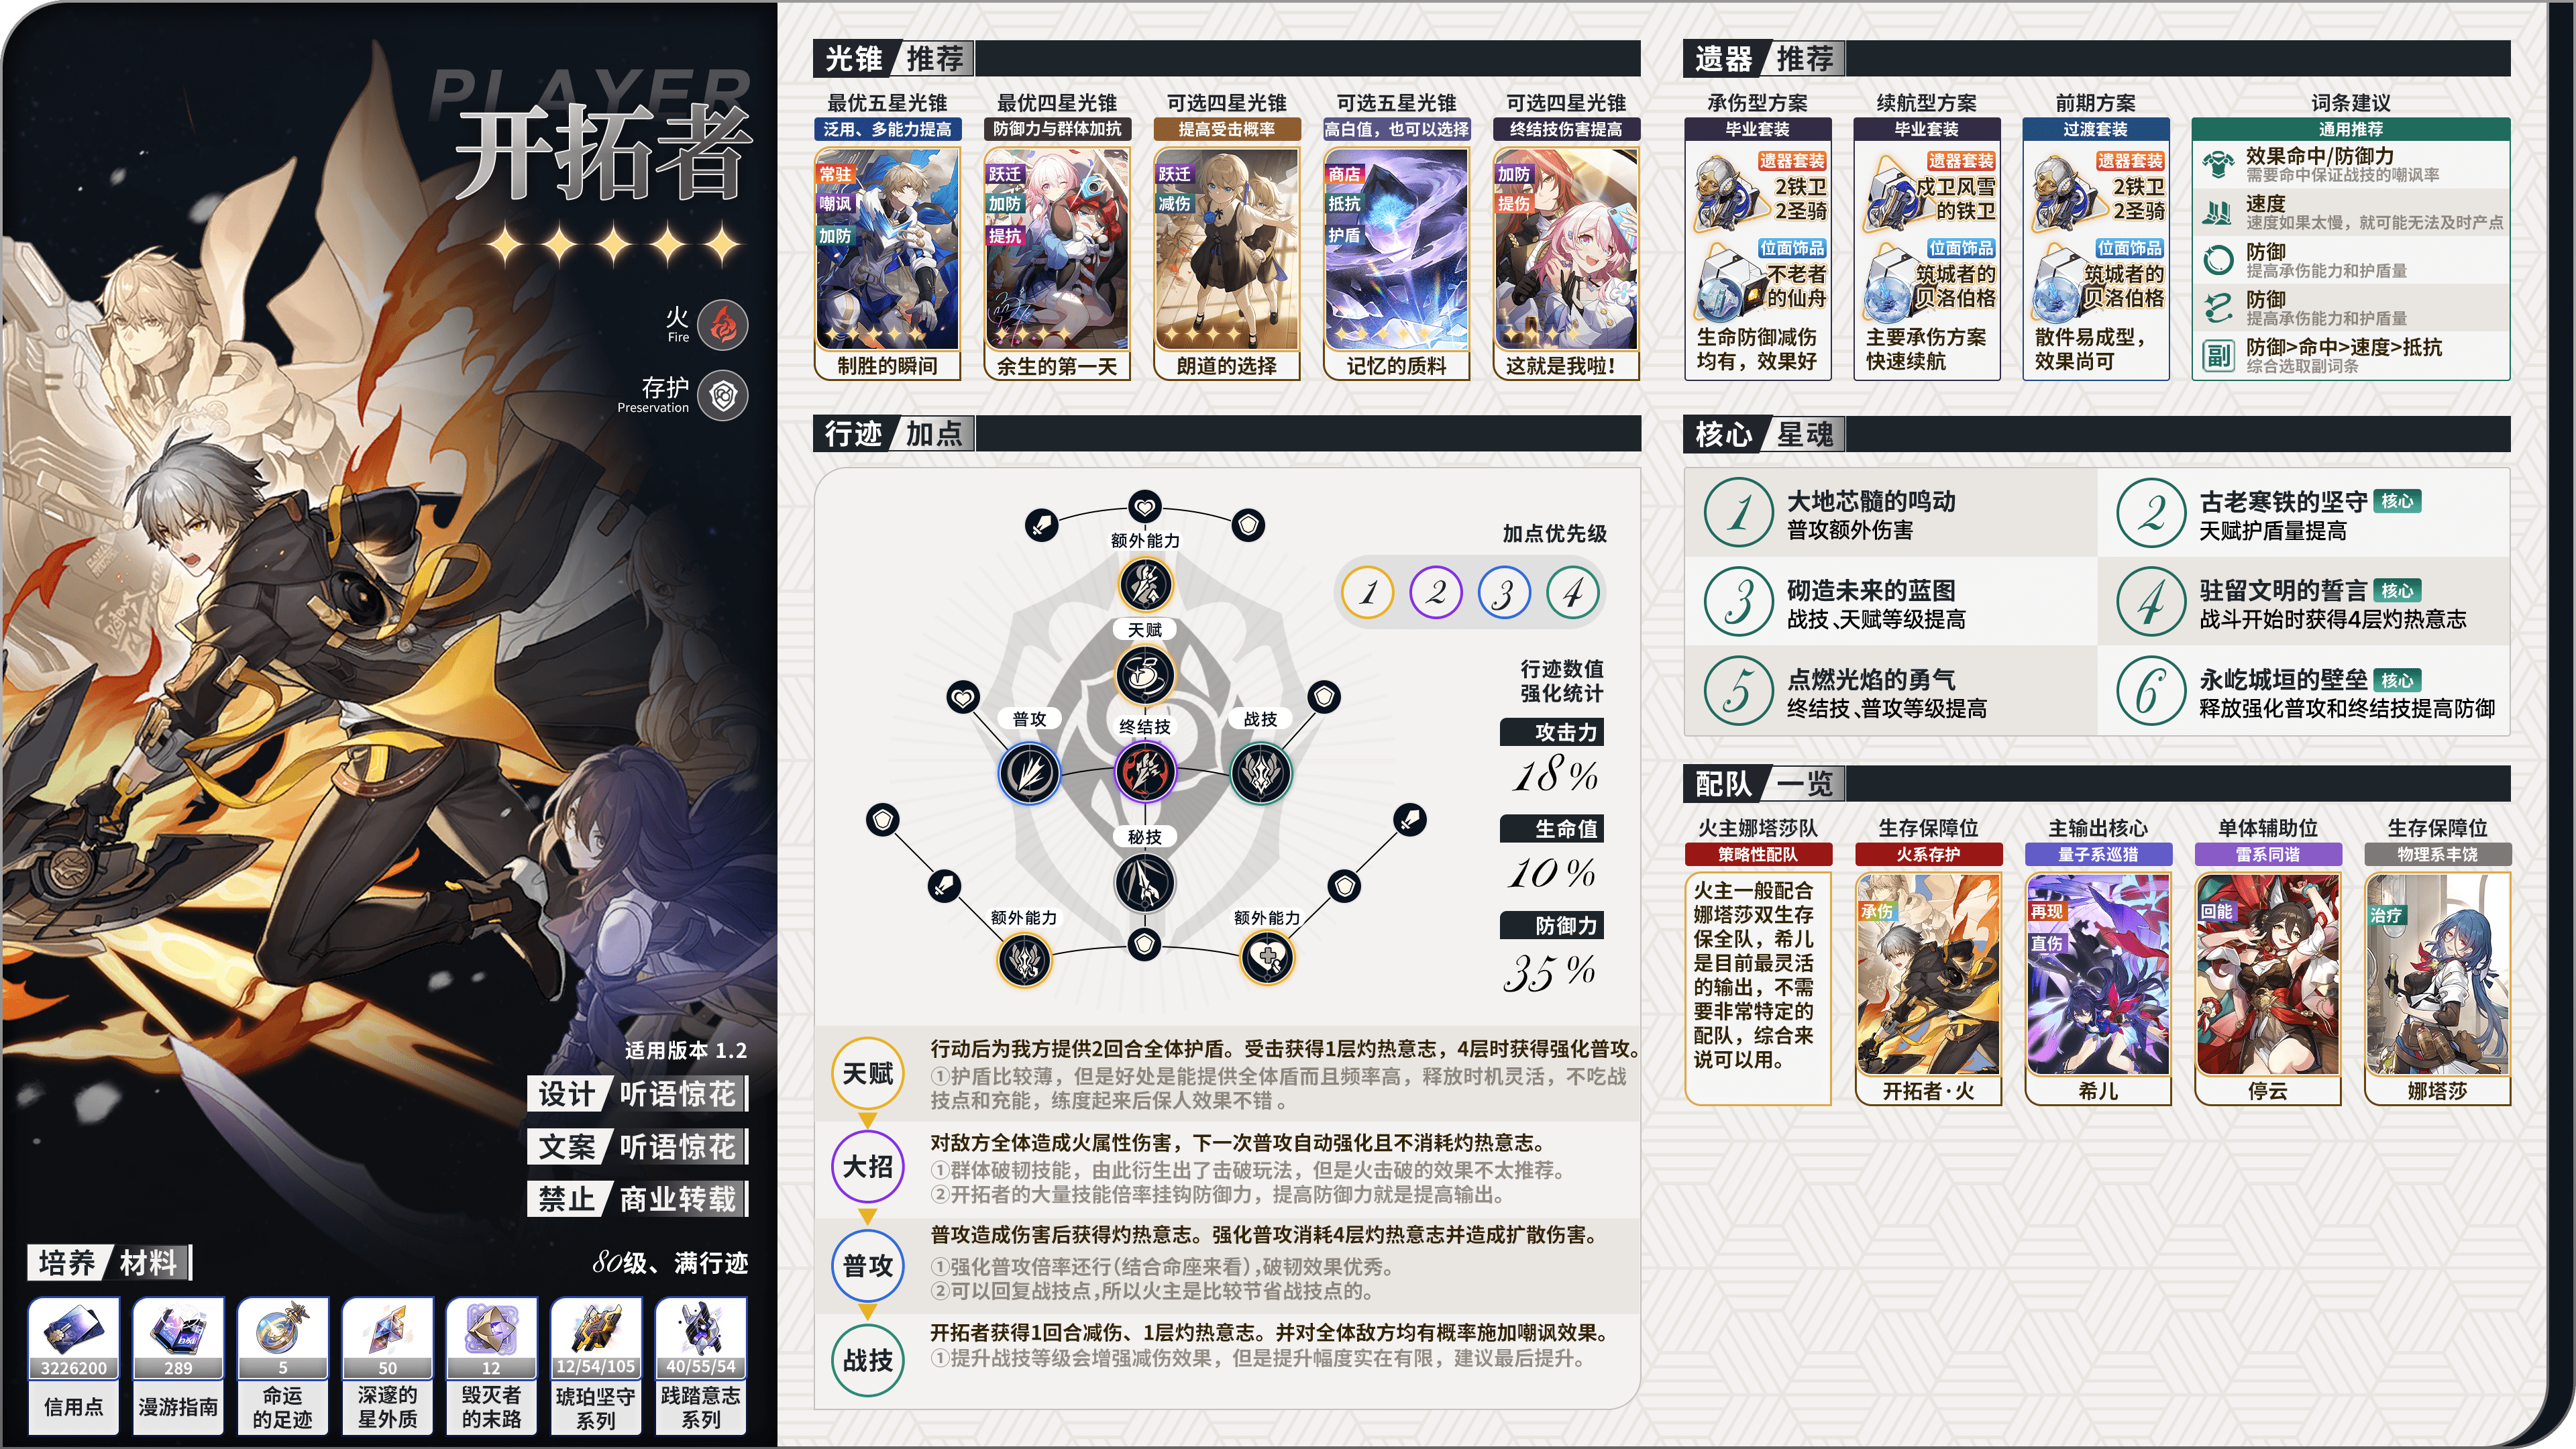 PLAYER
开拓者
火
Fire
存护
Preservation
适用版本 1.2
设计 听语惊花
文案 听语惊花
禁止 商业转载
培养 材料
80级、满行迹
3226200
信用点
289
漫游指南
5
命运
的足迹
50
深邃的
星外质
12
毁灭者
的末路
12/54/105
琥珀坚守
系列
40/55/54
践踏意志
系列
光锥 推荐
最优五星光锥
泛用、多能力提高
常驻
嘲讽
加防
制胜的瞬间
最优四星光锥
防御力与群体加抗
跃迁
加防
提抗
余生的第一天
可选四星光锥
提高受击概率
跃迁
减伤
朗道的选择
可选五星光锥
高白值，也可以选择
商店
抵抗
护盾
记忆的质料
可选四星光锥
终结技伤害提高
加防
提伤
这就是我啦！
行迹 加点
额外能力
天赋
普攻
终结技
战技
秘技
额外能力
额外能力
加点优先级
1 2 3 4
行迹数值
强化统计
攻击力
18%
生命值
10%
防御力
35%
天赋
行动后为我方提供2回合全体护盾。受击获得1层灼热意志，4层时获得强化普攻。
①护盾比较薄，但是好处是能提供全体盾而且频率高，释放时机灵活，不吃战
技点和充能，练度起来后保人效果不错。
大招
对敌方全体造成火属性伤害，下一次普攻自动强化且不消耗灼热意志。
①群体破韧技能，由此衍生出了击破玩法，但是火击破的效果不太推荐。
②开拓者的大量技能倍率挂钩防御力，提高防御力就是提高输出。
普攻
普攻造成伤害后获得灼热意志。强化普攻消耗4层灼热意志并造成扩散伤害。
①强化普攻倍率还行(结合命座来看),破韧效果优秀。
②可以回复战技点,所以火主是比较节省战技点的。
战技
开拓者获得1回合减伤、1层灼热意志。并对全体敌方均有概率施加嘲讽效果。
①提升战技等级会增强减伤效果，但是提升幅度实在有限，建议最后提升。
遗器 推荐
承伤型方案
毕业套装
遗器套装
2铁卫
2圣骑
位面饰品
不老者
的仙舟
生命防御减伤
均有，效果好
续航型方案
毕业套装
遗器套装
戍卫风雪
的铁卫
位面饰品
筑城者的
贝洛伯格
主要承伤方案
快速续航
前期方案
过渡套装
遗器套装
2铁卫
2圣骑
位面饰品
筑城者的
贝洛伯格
散件易成型，
效果尚可
词条建议
通用推荐
效果命中/防御力
需要命中保证战技的嘲讽率
速度
速度如果太慢，就可能无法及时产点
防御
提高承伤能力和护盾量
防御
提高承伤能力和护盾量
副
防御>命中>速度>抵抗
综合选取副词条
核心 星魂
1
大地芯髓的鸣动
普攻额外伤害
2
古老寒铁的坚守 核心
天赋护盾量提高
3
砌造未来的蓝图
战技、天赋等级提高
4
驻留文明的誓言 核心
战斗开始时获得4层灼热意志
5
点燃光焰的勇气
终结技、普攻等级提高
6
永屹城垣的壁垒 核心
释放强化普攻和终结技提高防御
配队 一览
火主娜塔莎队
策略性配队
火主一般配合
娜塔莎双生存
保全队，希儿
是目前最灵活
的输出，不需
要非常特定的
配队，综合来
说可以用。
生存保障位
火系存护
承伤
开拓者·火
主输出核心
量子系巡猎
再现
直伤
希儿
单体辅助位
雷系同谐
回能
停云
生存保障位
物理系丰饶
治疗
娜塔莎